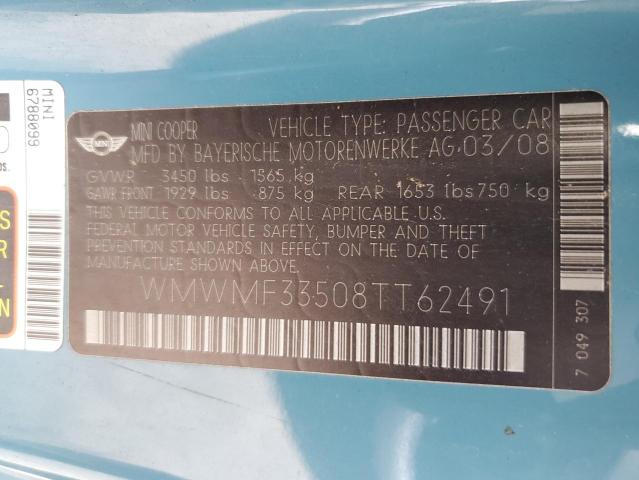 MINI
6788099
OS.
S
R
N
MINI
MINI COOPER VEHICLE TYPE: PASSENGER CAR
MFD BY BAYERISCHE MOTORENWERKE AG 03/08
GVWR 3450 lbs 1565 kg
GAWR FRONT 1929 lbs 875 kg REAR 1653 lbs 750 kg
THIS VEHICLE CONFORMS TO ALL APPLICABLE U.S.
FEDERAL MOTOR VEHICLE SAFETY, BUMPER AND THEFT
PREVENTION STANDARDS IN EFFECT ON THE DATE OF
MANUFACTURE SHOWN ABOVE.
WMWMF33508TT62491
7 049 307